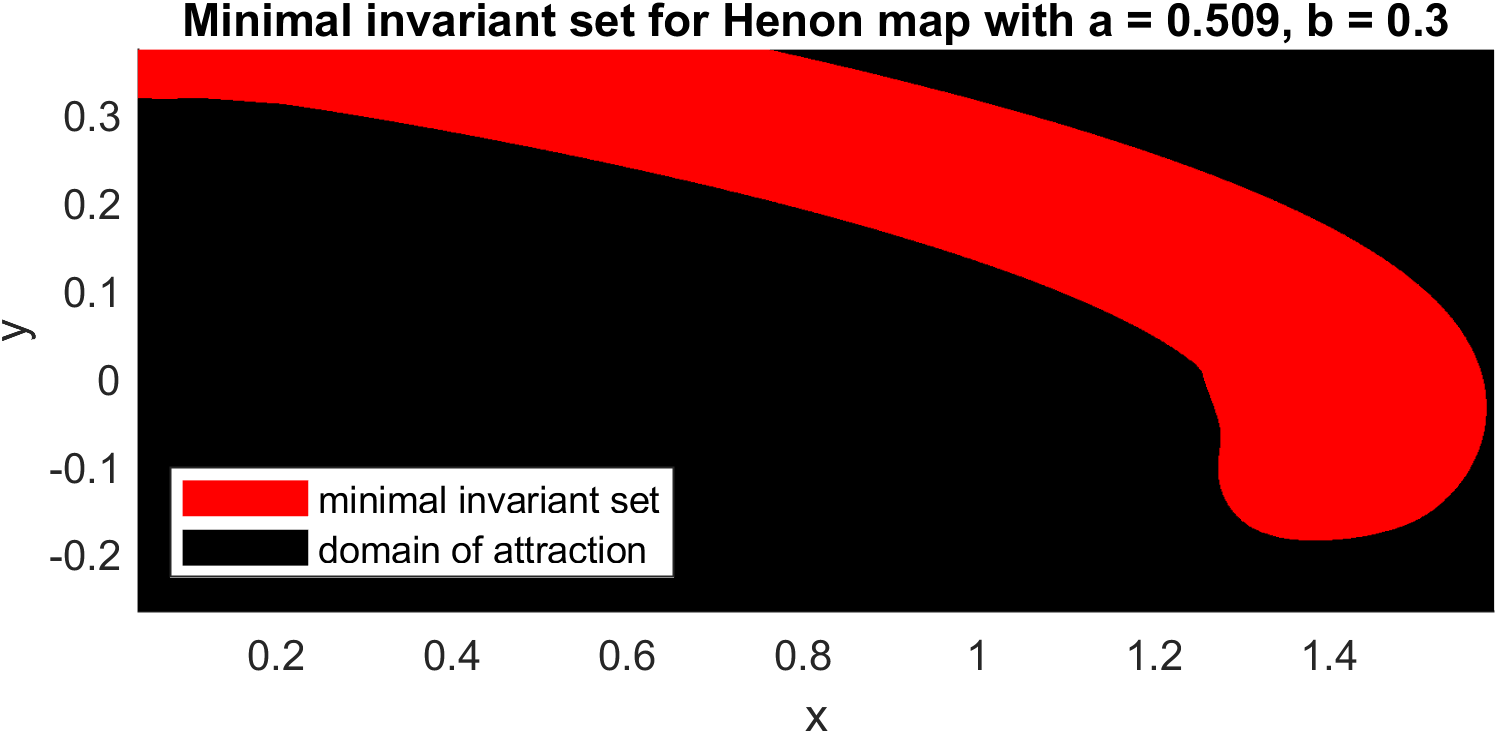 Minimal invariant set for Henon map with a = 0.509, b = 0.3
0.3
0.2
0.1
0
-0.1
-0.2
y
minimal invariant set
domain of attraction
0.2 0.4 0.6 0.8 1 1.2 1.4
x